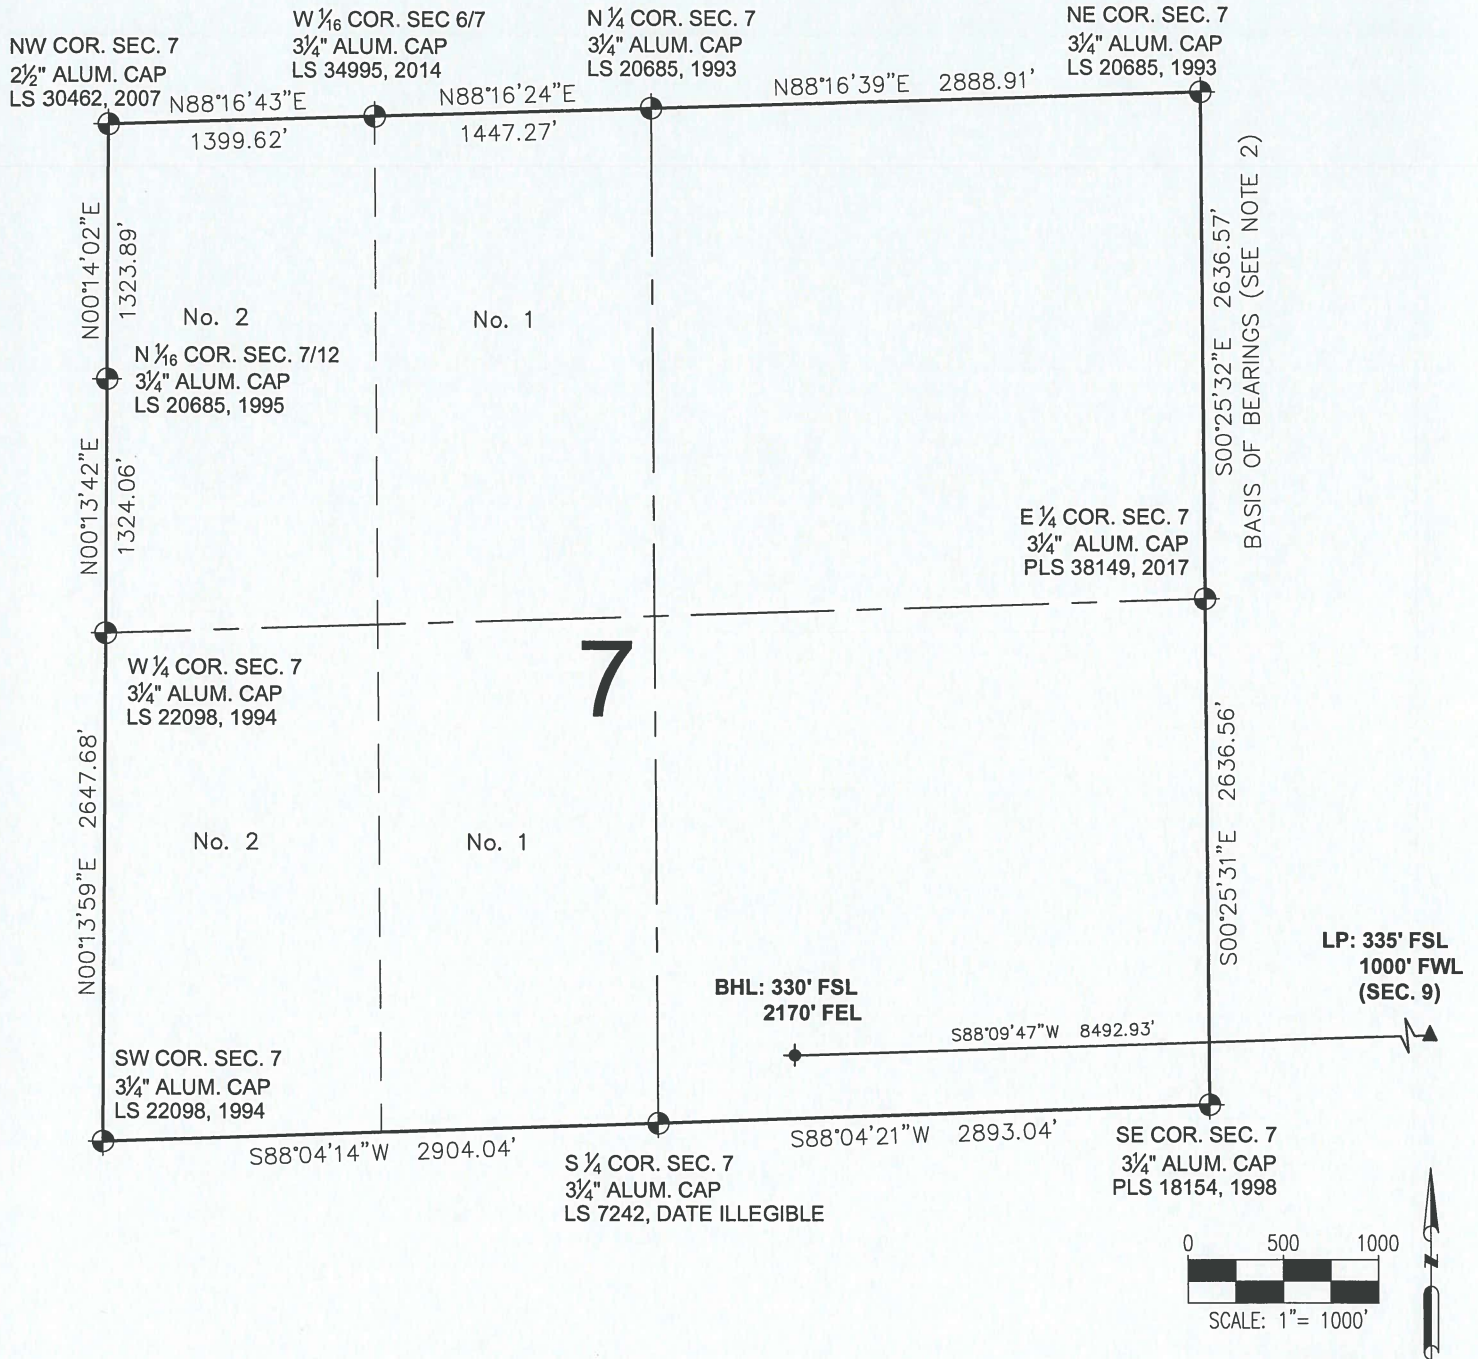 NW COR. SEC. 7
2½" ALUM. CAP
LS 30462, 2007
W 1⁄16 COR. SEC 6/7
3¼" ALUM. CAP
LS 34995, 2014
N ¼ COR. SEC. 7
3¼" ALUM. CAP
LS 20685, 1993
NE COR. SEC. 7
3¼" ALUM. CAP
LS 20685, 1993
N88°16'43"E
1399.62'
N88°16'24"E
1447.27'
N88°16'39"E 2888.91'
N00°14'02"E
1323.89'
No. 2
No. 1
S00°25'32"E 2636.57'
BASIS OF BEARINGS (SEE NOTE 2)
N 1⁄16 COR. SEC. 7/12
3¼" ALUM. CAP
LS 20685, 1995
N00°13'42"E
1324.06'
E ¼ COR. SEC. 7
3¼" ALUM. CAP
PLS 38149, 2017
7
W ¼ COR. SEC. 7
3¼" ALUM. CAP
LS 22098, 1994
N00°13'59"E 2647.68'
No. 2
No. 1
S00°25'31"E 2636.56'
LP: 335' FSL
1000' FWL
(SEC. 9)
BHL: 330' FSL
2170' FEL
S88°09'47"W 8492.93'
SW COR. SEC. 7
3¼" ALUM. CAP
LS 22098, 1994
S88°04'14"W 2904.04'
S88°04'21"W 2893.04'
S ¼ COR. SEC. 7
3¼" ALUM. CAP
LS 7242, DATE ILLEGIBLE
SE COR. SEC. 7
3¼" ALUM. CAP
PLS 18154, 1998
0 500 1000
SCALE: 1"= 1000'
N